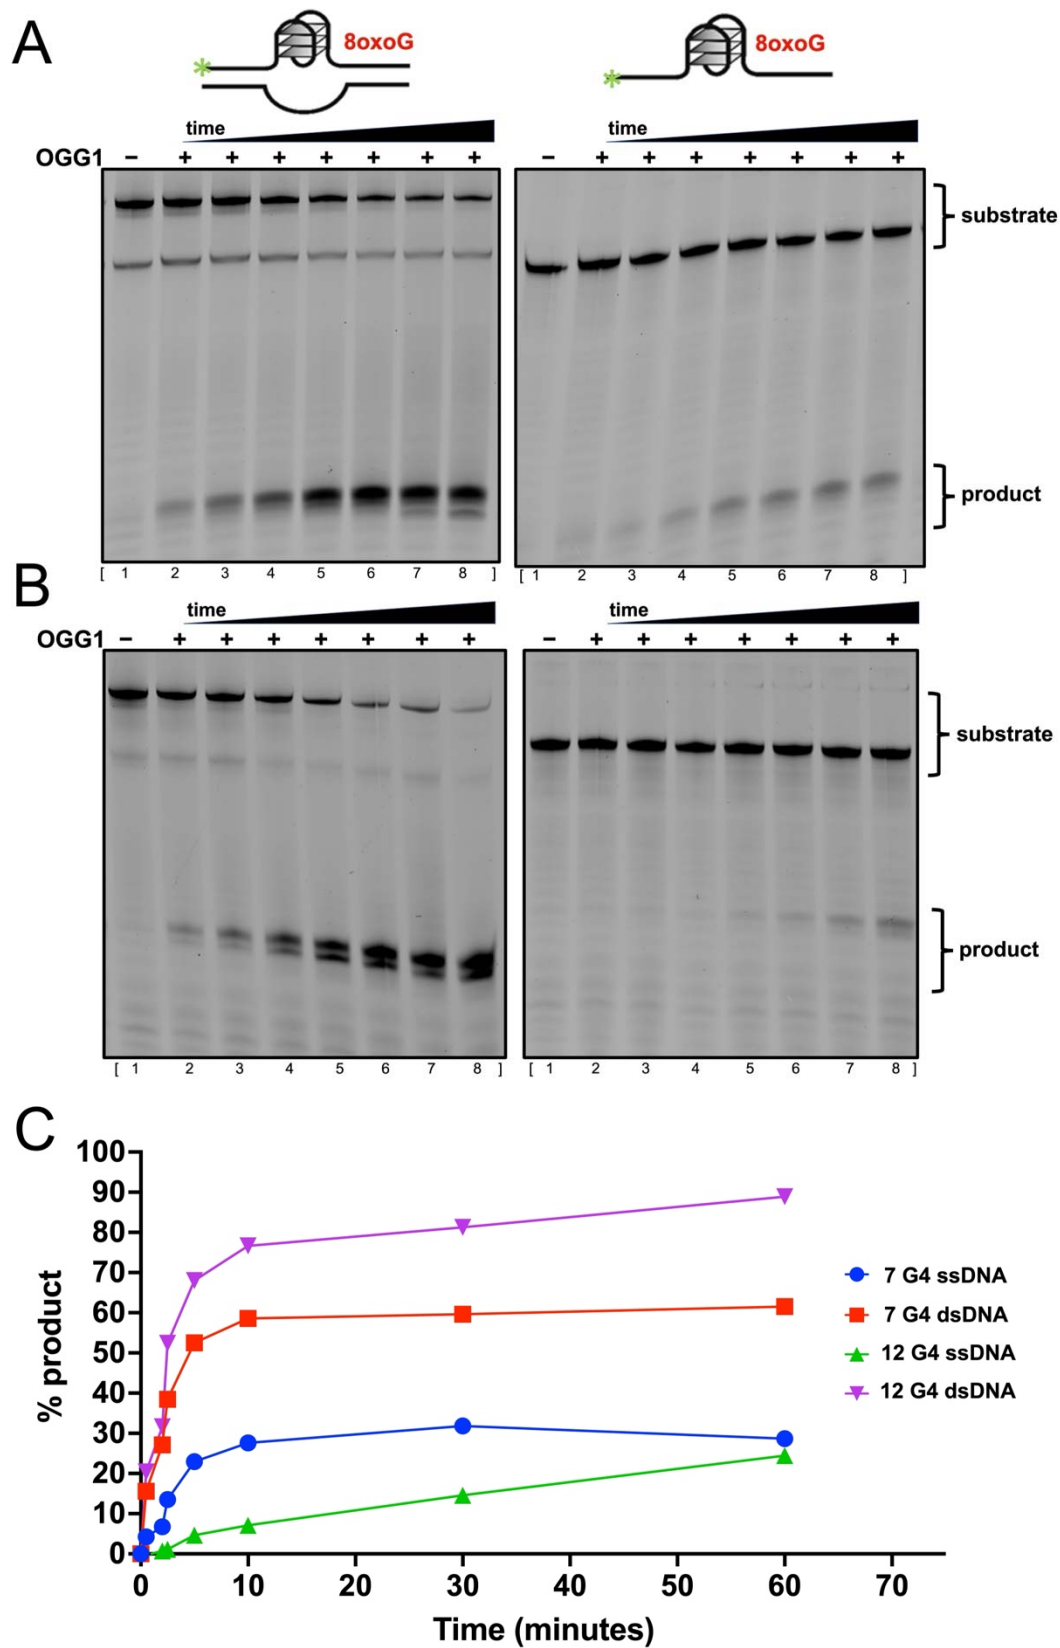 A
8oxoG
8oxoG
time
time
OGG1 – + + + + + + +
– + + + + + + +
substrate
product
[ 1 2 3 4 5 6 7 8 ]
[ 1 2 3 4 5 6 7 8 ]
B
time
time
OGG1 – + + + + + + +
– + + + + + + +
substrate
product
[ 1 2 3 4 5 6 7 8 ]
[ 1 2 3 4 5 6 7 8 ]
C
100
90
80
70
60
50
40
30
20
10
0
% product
0 10 20 30 40 50 60 70
Time (minutes)
7 G4 ssDNA
7 G4 dsDNA
12 G4 ssDNA
12 G4 dsDNA